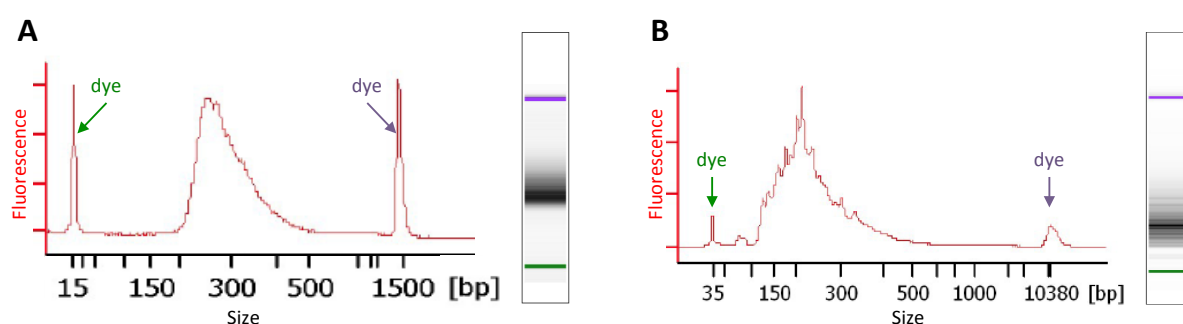 A
dye
dye
Fluorescence
15 150 300 500 1500 [bp]
Size
B
dye
dye
Fluorescence
35 150 300 500 1000 10380 [bp]
Size